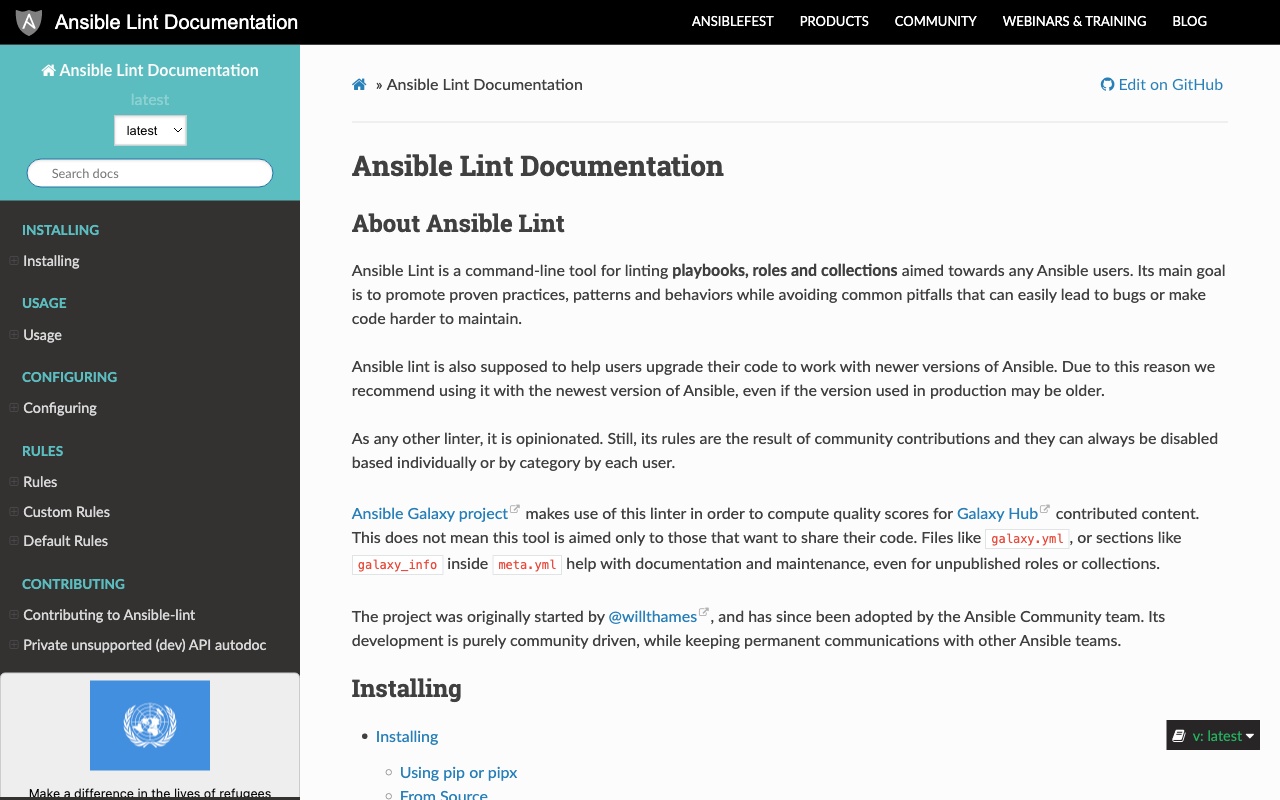 Ansible Lint Documentation
ANSIBLEFEST
PRODUCTS
COMMUNITY
WEBINARS & TRAINING
BLOG
Ansible Lint Documentation
latest
latest
Search docs
INSTALLING
Installing
USAGE
Usage
CONFIGURING
Configuring
RULES
Rules
Custom Rules
Default Rules
CONTRIBUTING
Contributing to Ansible-lint
Private unsupported (dev) API autodoc
Make a difference in the lives of refugees
» Ansible Lint Documentation
Edit on GitHub
Ansible Lint Documentation
About Ansible Lint
Ansible Lint is a command-line tool for linting playbooks, roles and collections aimed towards any Ansible users. Its main goal
is to promote proven practices, patterns and behaviors while avoiding common pitfalls that can easily lead to bugs or make
code harder to maintain.
Ansible lint is also supposed to help users upgrade their code to work with newer versions of Ansible. Due to this reason we
recommend using it with the newest version of Ansible, even if the version used in production may be older.
As any other linter, it is opinionated. Still, its rules are the result of community contributions and they can always be disabled
based individually or by category by each user.
Ansible Galaxy project makes use of this linter in order to compute quality scores for Galaxy Hub contributed content.
This does not mean this tool is aimed only to those that want to share their code. Files like galaxy.yml, or sections like
galaxy_info inside meta.yml help with documentation and maintenance, even for unpublished roles or collections.
The project was originally started by @willthames, and has since been adopted by the Ansible Community team. Its
development is purely community driven, while keeping permanent communications with other Ansible teams.
Installing
Installing
Using pip or pipx
From Source
v: latest